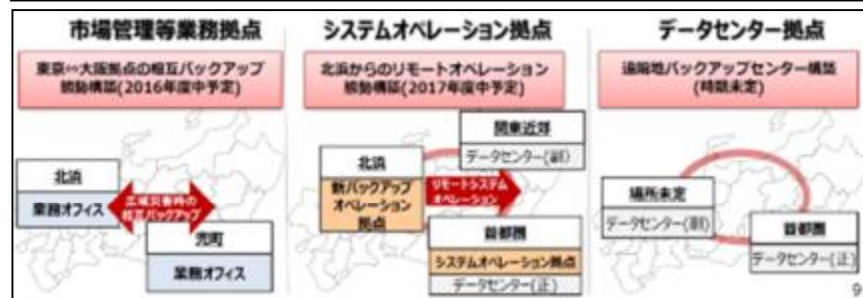 市場管理等業務拠点
東京⇔大阪拠点の相互バックアップ
態勢構築(2016年度中予定)
北浜
業務オフィス
広域災害時の
相互バックアップ
兜町
業務オフィス
システムオペレーション拠点
北浜からのリモートオペレーション
態勢構築(2017年度中予定)
関東近郊
データセンター(副)
北浜
新バックアップ
オペレーション
拠点
リモートシステム
オペレーション
首都圏
システムオペレーション拠点
データセンター(正)
データセンター拠点
遠隔地バックアップセンター構築
(時期未定)
場所未定
データセンター(副)
首都圏
データセンター(正)
9